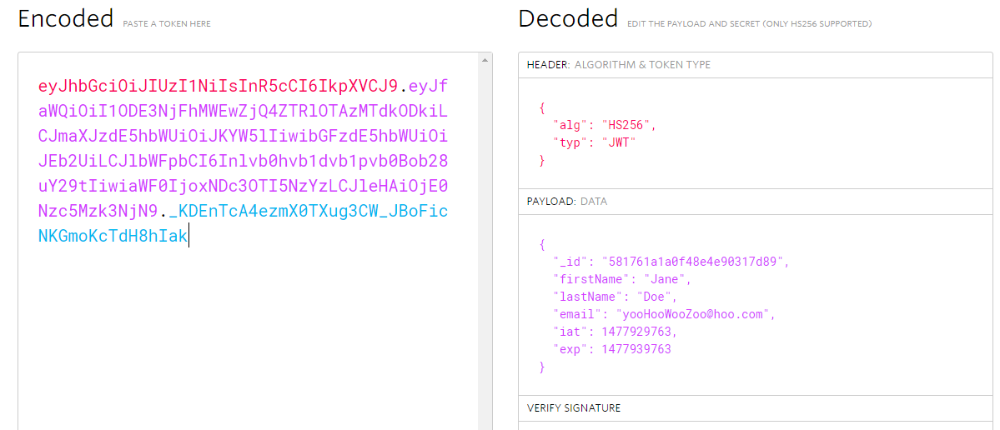 Encoded PASTE A TOKEN HERE
eyJhbGciOiJIUzI1NiIsInR5cCI6IkpXVCJ9.eyJf
aWQiOiI1ODE3NjFhMWEwZjQ4ZTRlOTAzMTdkODkiL
CJmaXJzdE5hbWUiOiJKYW5lIiwibGFzdE5hbWUiOi
JEb2UiLCJlbWFpbCI6Inlvb0hvb1dvb1pvb0Bob28
uY29tIiwiaWF0IjoxNDc3OTI5NzYzLCJleHAiOjE0
Nzc5Mzk3NjN9._KDEnTcA4ezmX0TXug3CW_JBoFic
NKGmoKcTdH8hIak
Decoded EDIT THE PAYLOAD AND SECRET (ONLY HS256 SUPPORTED)
HEADER: ALGORITHM & TOKEN TYPE
{
"alg": "HS256",
"typ": "JWT"
}
PAYLOAD: DATA
{
"_id": "581761a1a0f48e4e90317d89",
"firstName": "Jane",
"lastName": "Doe",
"email": "yooHooWooZoo@hoo.com",
"iat": 1477929763,
"exp": 1477939763
}
VERIFY SIGNATURE